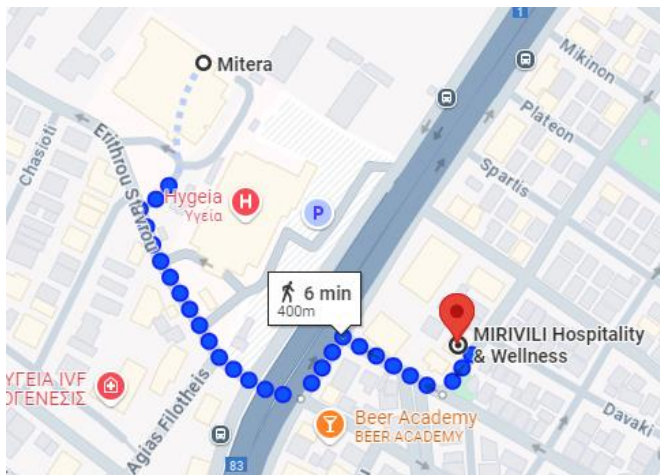 1
Mitera
Mikinon
Plateon
Chasioti
Erithrou Stavrou
Spartis
Hygeia
Υγεία
H
P
6 min
400m
MIRIVILI Hospitality
& Wellness
ΥΓΕΙΑ IVF
ΟΓΕΝΕΣΙΣ
Agias Filotheis
Beer Academy
BEER ACADEMY
Davaki
83